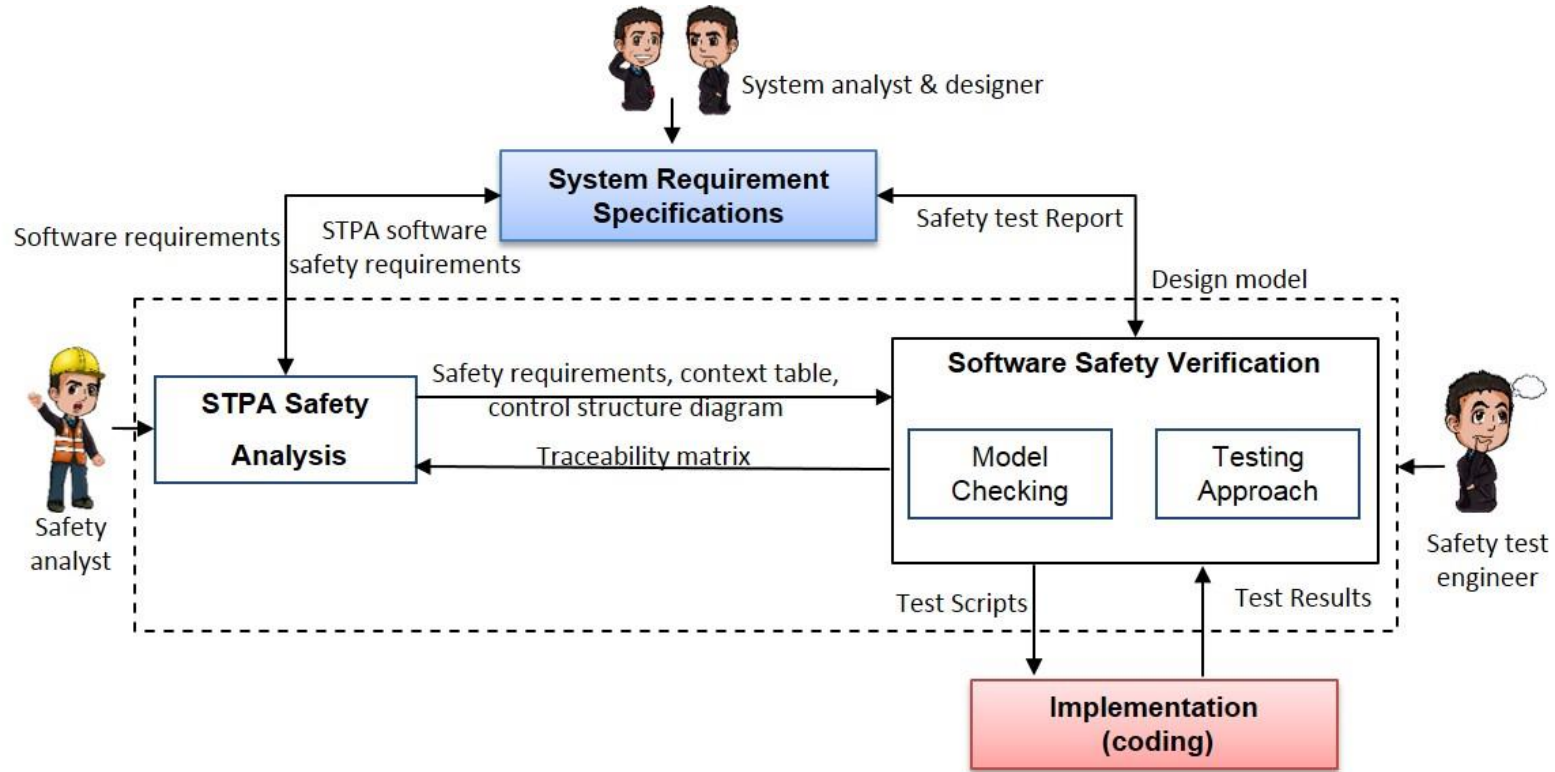 System analyst & designer
System Requirement
Specifications
Software requirements
STPA software
safety requirements
Safety test Report
Design model
Safety requirements, context table,
control structure diagram
Traceability matrix
STPA Safety
Analysis
Software Safety Verification
Model
Checking
Testing
Approach
Safety
analyst
Safety test
engineer
Test Scripts
Test Results
Implementation
(coding)